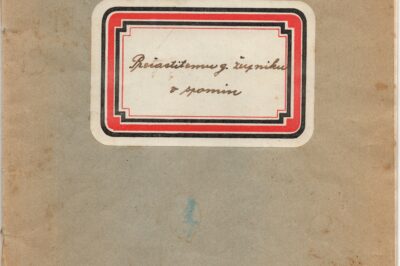 Prečastitemu g. župniku
v spomin